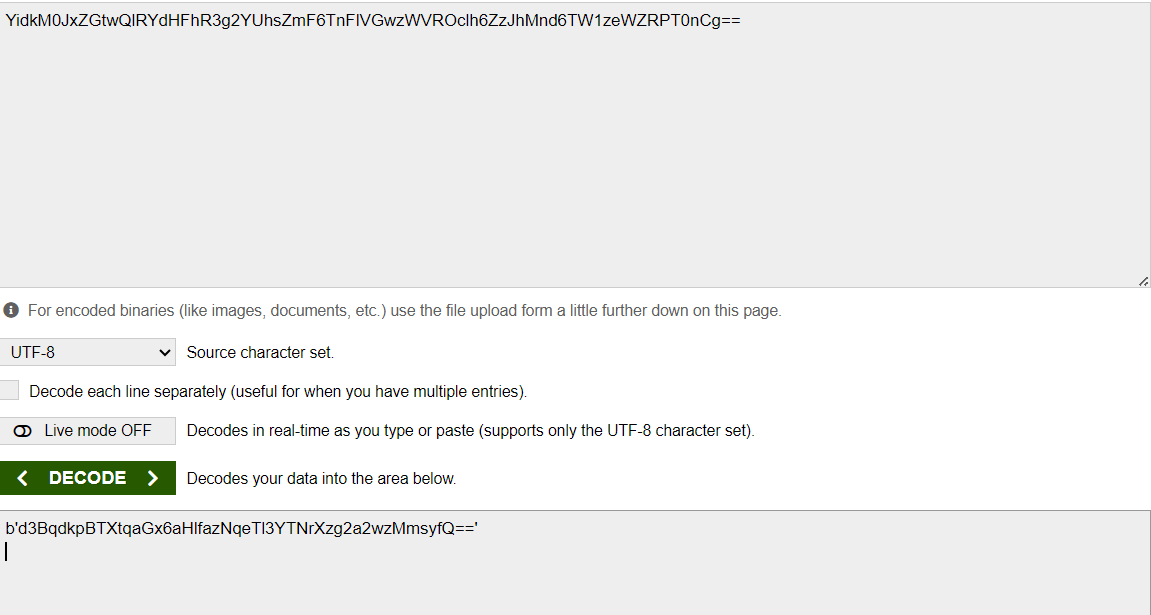 YidkM0JxZGtwQlRYdHFhR3g2YUhsZmF6TnFlVGwzWVROclh6ZzJhMnd6TW1zeWZRPT0nCg==
For encoded binaries (like images, documents, etc.) use the file upload form a little further down on this page.
UTF-8 Source character set.
Decode each line separately (useful for when you have multiple entries).
Live mode OFF Decodes in real-time as you type or paste (supports only the UTF-8 character set).
DECODE Decodes your data into the area below.
b'd3BqdkpBTXtqaGx6aHlfazNqeTl3YTNrXzg2a2wzMmsyfQ=='